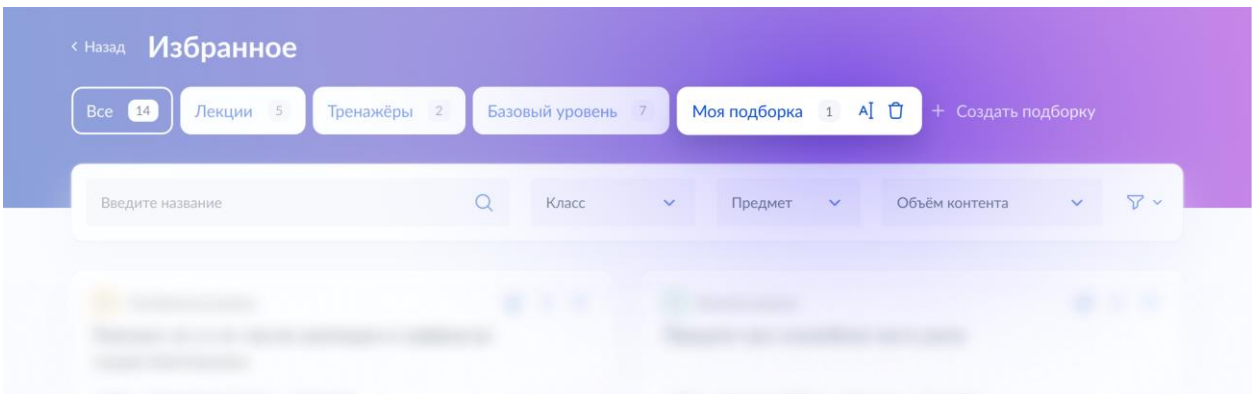 Назад Избранное
Все 14 Лекции 5 Тренажёры 2 Базовый уровень 7 Моя подборка 1 + Создать подборку
Введите название Класс Предмет Объём контента